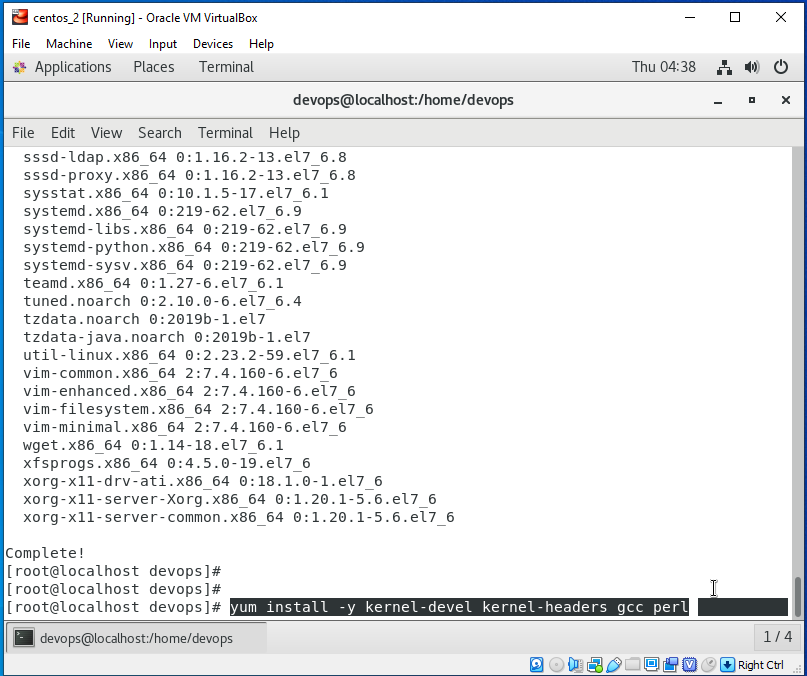 centos_2 [Running] - Oracle VM VirtualBox
File Machine View Input Devices Help
Applications Places Terminal Thu 04:38
devops@localhost:/home/devops
File Edit View Search Terminal Help
sssd-ldap.x86_64 0:1.16.2-13.el7_6.8
sssd-proxy.x86_64 0:1.16.2-13.el7_6.8
sysstat.x86_64 0:10.1.5-17.el7_6.1
systemd.x86_64 0:219-62.el7_6.9
systemd-libs.x86_64 0:219-62.el7_6.9
systemd-python.x86_64 0:219-62.el7_6.9
systemd-sysv.x86_64 0:219-62.el7_6.9
teamd.x86_64 0:1.27-6.el7_6.1
tuned.noarch 0:2.10.0-6.el7_6.4
tzdata.noarch 0:2019b-1.el7
tzdata-java.noarch 0:2019b-1.el7
util-linux.x86_64 0:2.23.2-59.el7_6.1
vim-common.x86_64 2:7.4.160-6.el7_6
vim-enhanced.x86_64 2:7.4.160-6.el7_6
vim-filesystem.x86_64 2:7.4.160-6.el7_6
vim-minimal.x86_64 2:7.4.160-6.el7_6
wget.x86_64 0:1.14-18.el7_6.1
xfsprogs.x86_64 0:4.5.0-19.el7_6
xorg-x11-drv-ati.x86_64 0:18.1.0-1.el7_6
xorg-x11-server-Xorg.x86_64 0:1.20.1-5.6.el7_6
xorg-x11-server-common.x86_64 0:1.20.1-5.6.el7_6
Complete!
[root@localhost devops]#
[root@localhost devops]#
[root@localhost devops]# yum install -y kernel-devel kernel-headers gcc perl
devops@localhost:/home/devops 1 / 4
Right Ctrl